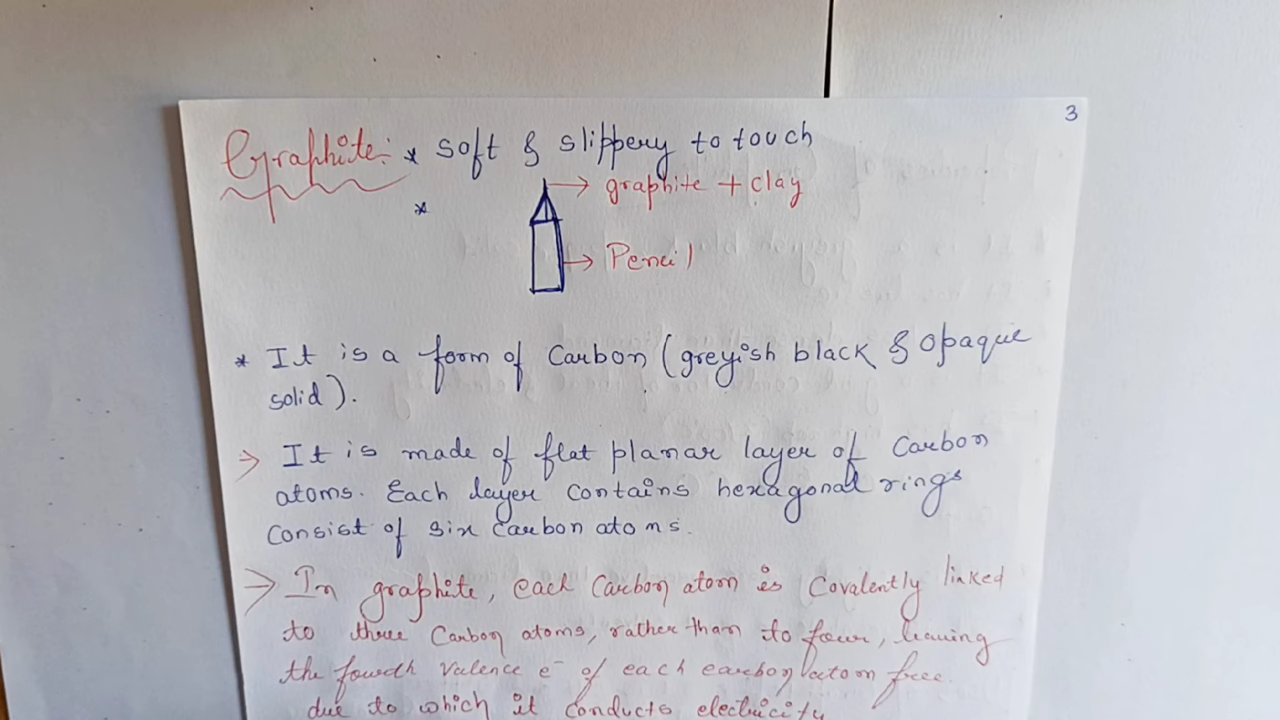 3
Graphite: * soft & slippery to touch
→ graphite + clay
*
→ Pencil
* It is a form of Carbon (greyish black & opaque
solid).
⇒ It is made of flat planar layer of Carbon
atoms. Each layer contains hexagonal rings
consist of six carbon atoms.
⇒ In graphite, each Carbon atom is covalently linked
to three Carbon atoms, rather than to four, leaving
the fourth valence e⁻ of each carbon atom free.
due to which it conducts electricity